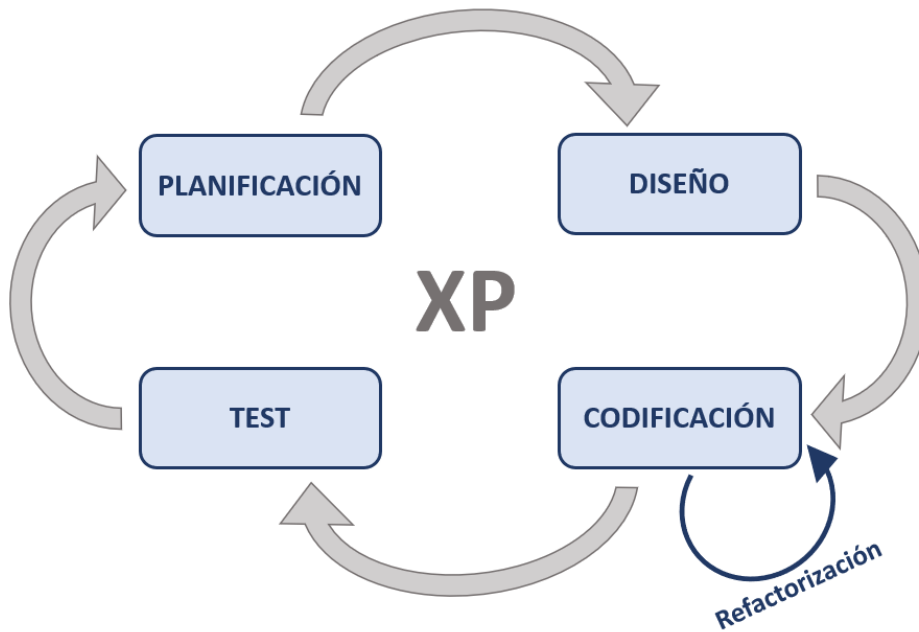 PLANIFICACIÓN
DISEÑO
XP
TEST
CODIFICACIÓN
Refactorización